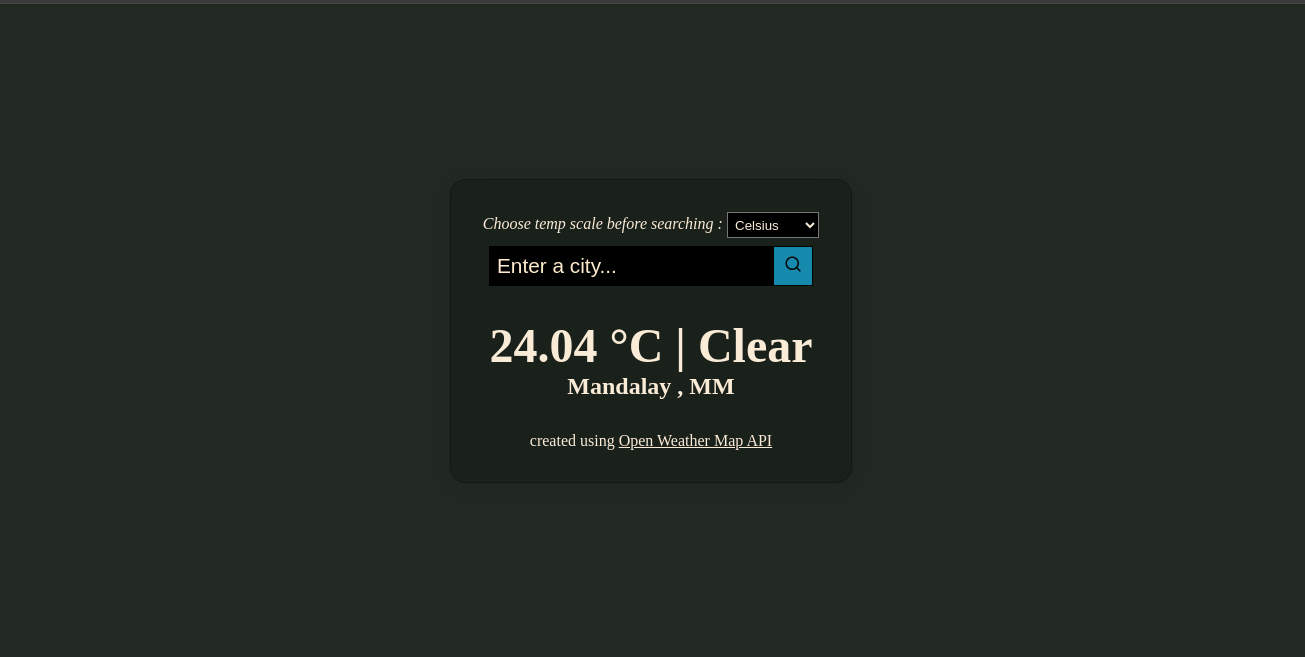 Choose temp scale before searching : Celsius
Enter a city...
24.04 °C | Clear
Mandalay , MM
created using Open Weather Map API